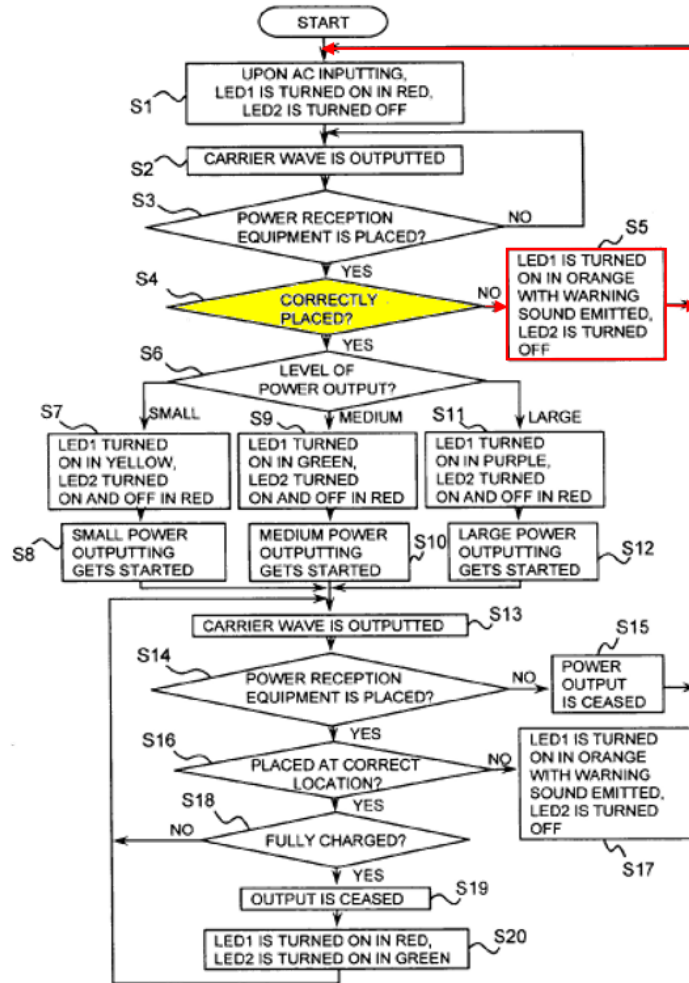 START
UPON AC INPUTTING,
LED1 IS TURNED ON IN RED,
LED2 IS TURNED OFF
S1
CARRIER WAVE IS OUTPUTTED
S2
S3
POWER RECEPTION
EQUIPMENT IS PLACED?
NO
YES
S4
CORRECTLY
PLACED?
NO
YES
S5
LED1 IS TURNED
ON IN ORANGE
WITH WARNING
SOUND EMITTED,
LED2 IS TURNED
OFF
S6
LEVEL OF
POWER OUTPUT?
SMALL
MEDIUM
LARGE
S7
LED1 TURNED
ON IN YELLOW,
LED2 TURNED
ON AND OFF IN RED
S9
LED1 TURNED
ON IN GREEN,
LED2 TURNED
ON AND OFF IN RED
S11
LED1 TURNED
ON IN PURPLE,
LED2 TURNED
ON AND OFF IN RED
S8
SMALL POWER
OUTPUTTING
GETS STARTED
MEDIUM POWER
OUTPUTTING
GETS STARTED
S10
LARGE POWER
OUTPUTTING
GETS STARTED
S12
CARRIER WAVE IS OUTPUTTED
S13
S14
POWER RECEPTION
EQUIPMENT IS PLACED?
NO
YES
S15
POWER
OUTPUT
IS CEASED
S16
PLACED AT CORRECT
LOCATION?
NO
YES
LED1 IS TURNED
ON IN ORANGE
WITH WARNING
SOUND EMITTED,
LED2 IS TURNED
OFF
S17
S18
FULLY CHARGED?
NO
YES
OUTPUT IS CEASED
S19
LED1 IS TURNED ON IN RED,
LED2 IS TURNED ON IN GREEN
S20